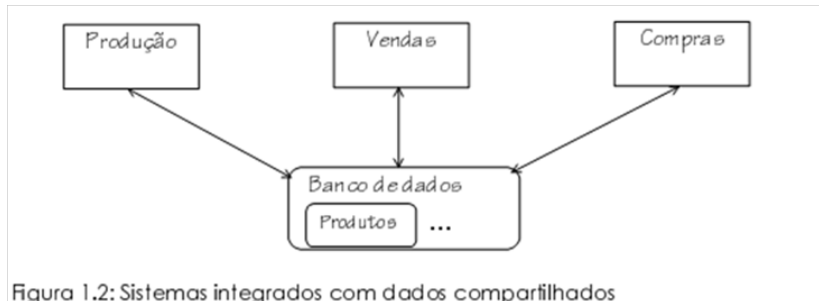 Produção
Vendas
Compras
Banco de dados
Produtos ...
Figura 1.2: Sistemas integrados com dados compartilhados